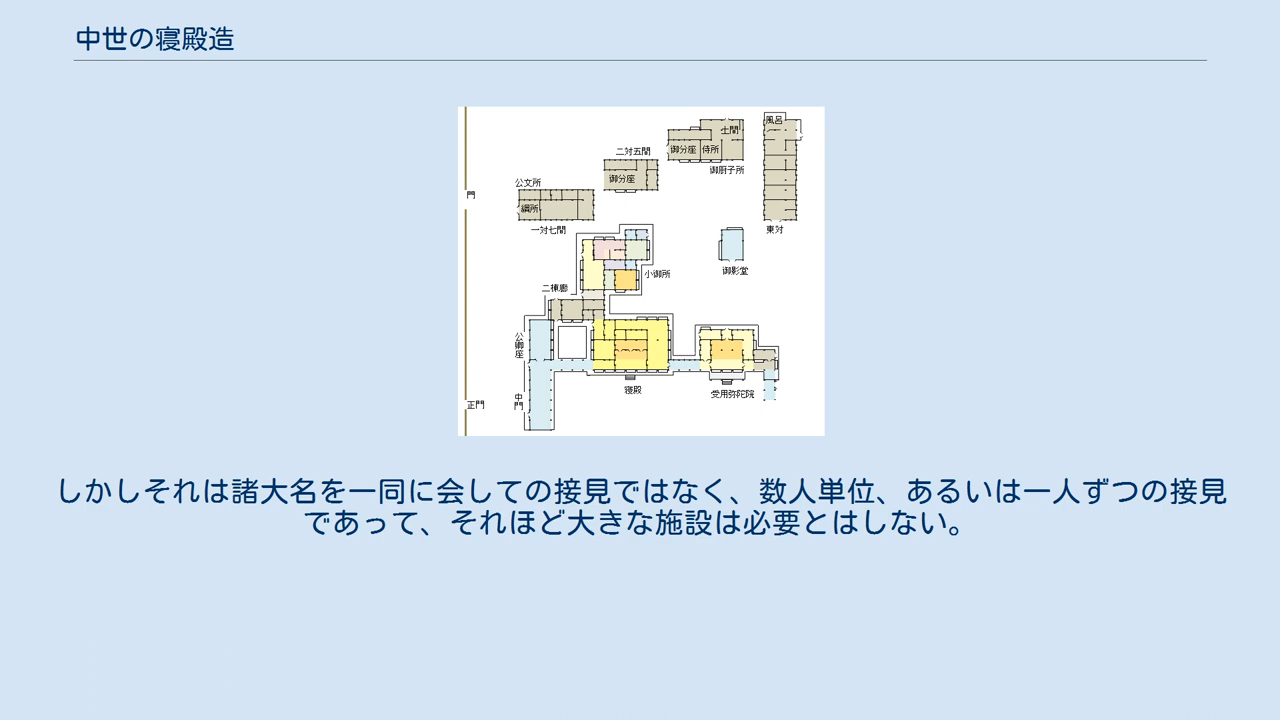 中世の寝殿造
風呂
土間
御分座
侍所
二対五間
御厨子所
御分座
公文所
門
綱所
一対七間
東対
小御所
御影堂
二棟廊
公卿座
寝殿
受用弥陀院
中門
正門
しかしそれは諸大名を一同に会しての接見ではなく、数人単位、あるいは一人ずつの接見
であって、それほど大きな施設は必要とはしない。